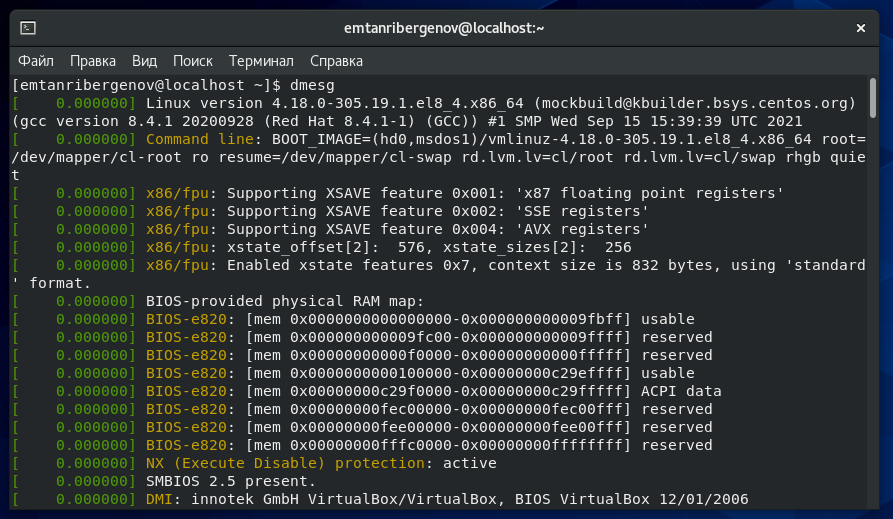 emtanribergenov@localhost:~
Файл Правка Вид Поиск Терминал Справка
[emtanribergenov@localhost ~]$ dmesg
[    0.000000] Linux version 4.18.0-305.19.1.el8_4.x86_64 (mockbuild@kbuilder.bsys.centos.org)
(gcc version 8.4.1 20200928 (Red Hat 8.4.1-1) (GCC)) #1 SMP Wed Sep 15 15:39:39 UTC 2021
[    0.000000] Command line: BOOT_IMAGE=(hd0,msdos1)/vmlinuz-4.18.0-305.19.1.el8_4.x86_64 root=
/dev/mapper/cl-root ro resume=/dev/mapper/cl-swap rd.lvm.lv=cl/root rd.lvm.lv=cl/swap rhgb quie
t
[    0.000000] x86/fpu: Supporting XSAVE feature 0x001: 'x87 floating point registers'
[    0.000000] x86/fpu: Supporting XSAVE feature 0x002: 'SSE registers'
[    0.000000] x86/fpu: Supporting XSAVE feature 0x004: 'AVX registers'
[    0.000000] x86/fpu: xstate_offset[2]:  576, xstate_sizes[2]:  256
[    0.000000] x86/fpu: Enabled xstate features 0x7, context size is 832 bytes, using 'standard
' format.
[    0.000000] BIOS-provided physical RAM map:
[    0.000000] BIOS-e820: [mem 0x0000000000000000-0x000000000009fbff] usable
[    0.000000] BIOS-e820: [mem 0x000000000009fc00-0x000000000009ffff] reserved
[    0.000000] BIOS-e820: [mem 0x00000000000f0000-0x00000000000fffff] reserved
[    0.000000] BIOS-e820: [mem 0x0000000000100000-0x00000000c29effff] usable
[    0.000000] BIOS-e820: [mem 0x00000000c29f0000-0x00000000c29fffff] ACPI data
[    0.000000] BIOS-e820: [mem 0x00000000fec00000-0x00000000fec00fff] reserved
[    0.000000] BIOS-e820: [mem 0x00000000fee00000-0x00000000fee00fff] reserved
[    0.000000] BIOS-e820: [mem 0x00000000fffc0000-0x00000000ffffffff] reserved
[    0.000000] NX (Execute Disable) protection: active
[    0.000000] SMBIOS 2.5 present.
[    0.000000] DMI: innotek GmbH VirtualBox/VirtualBox, BIOS VirtualBox 12/01/2006